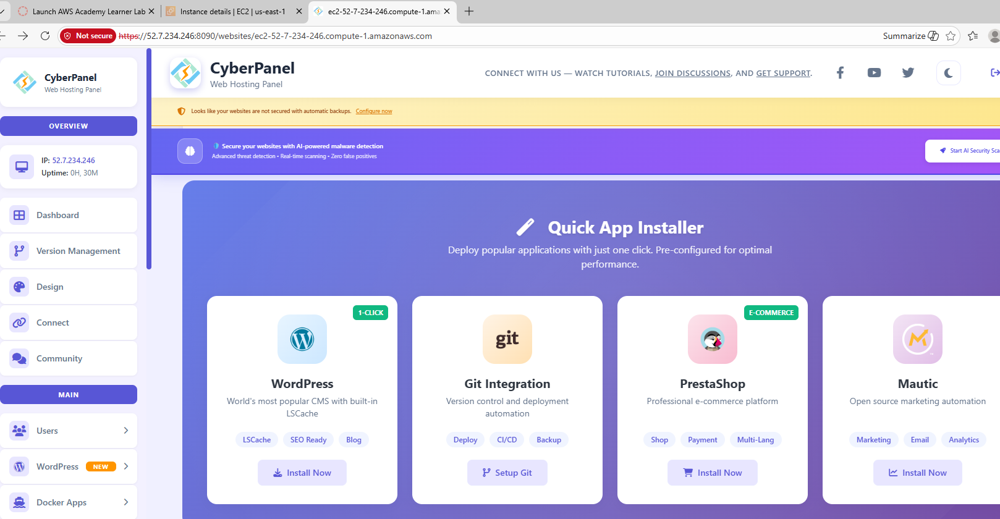 Launch AWS Academy Learner Lab
Instance details | EC2 | us-east-1
ec2-52-7-234-246.compute-1.ama
Not secure
https://52.7.234.246:8090/websites/ec2-52-7-234-246.compute-1.amazonaws.com
Summarize
CyberPanel
Web Hosting Panel
OVERVIEW
IP: 52.7.234.246
Uptime: 0H, 30M
Dashboard
Version Management
Design
Connect
Community
MAIN
Users
WordPress NEW
Docker Apps
CyberPanel
Web Hosting Panel
CONNECT WITH US — WATCH TUTORIALS, JOIN DISCUSSIONS, AND GET SUPPORT.
Looks like your websites are not secured with automatic backups. Configure now
Secure your websites with AI-powered malware detection
Advanced threat detection • Real-time scanning • Zero false positives
Start AI Security Sca
Quick App Installer
Deploy popular applications with just one click. Pre-configured for optimal
performance.
1-CLICK
WordPress
World's most popular CMS with built-in
LSCache
LSCache SEO Ready Blog
Install Now
git
Git Integration
Version control and deployment
automation
Deploy CI/CD Backup
Setup Git
E-COMMERCE
PrestaShop
Professional e-commerce platform
Shop Payment Multi-Lang
Install Now
Mautic
Open source marketing automation
Marketing Email Analytics
Install Now